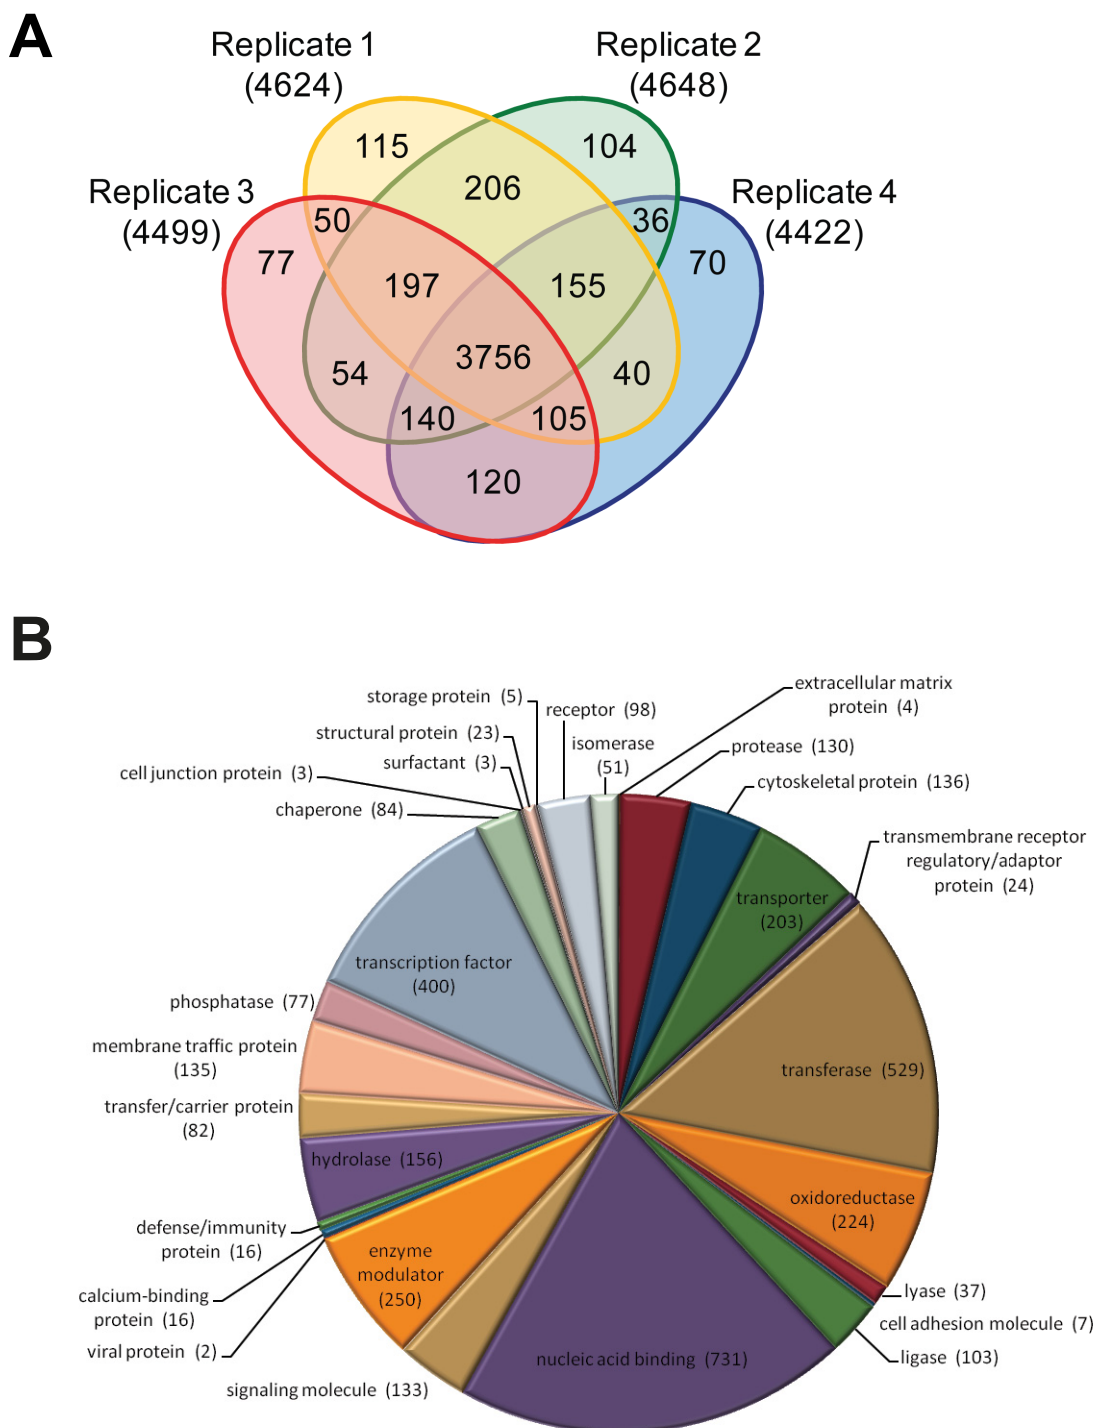 A
Replicate 1
(4624)
Replicate 2
(4648)
Replicate 3
(4499)
Replicate 4
(4422)
115
104
206
50
36
77
70
197
155
3756
54
40
140
105
120
B
extracellular matrix
protein (4)
storage protein (5)
receptor (98)
structural protein (23)
isomerase
(51)
surfactant (3)
protease (130)
cell junction protein (3)
cytoskeletal protein (136)
chaperone (84)
transmembrane receptor
regulatory/adaptor
protein (24)
transporter
(203)
transcription factor
(400)
phosphatase (77)
membrane traffic protein
(135)
transferase (529)
transfer/carrier protein
(82)
hydrolase (156)
oxidoreductase
(224)
defense/immunity
protein (16)
enzyme
modulator
(250)
calcium-binding
protein (16)
lyase (37)
cell adhesion molecule (7)
viral protein (2)
ligase (103)
nucleic acid binding (731)
signaling molecule (133)